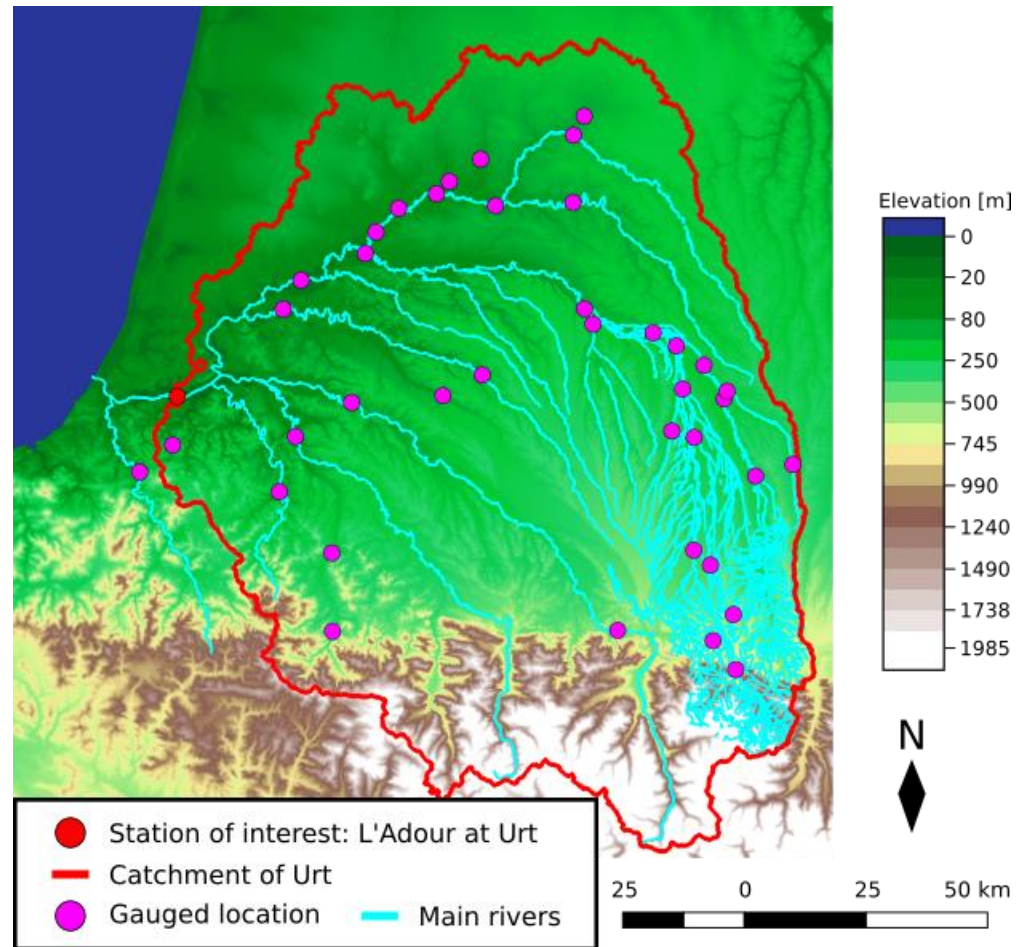 Elevation [m]
0
20
80
250
500
745
990
1240
1490
1738
1985
N
Station of interest: L'Adour at Urt
Catchment of Urt
Gauged location
Main rivers
25 0 25 50 km